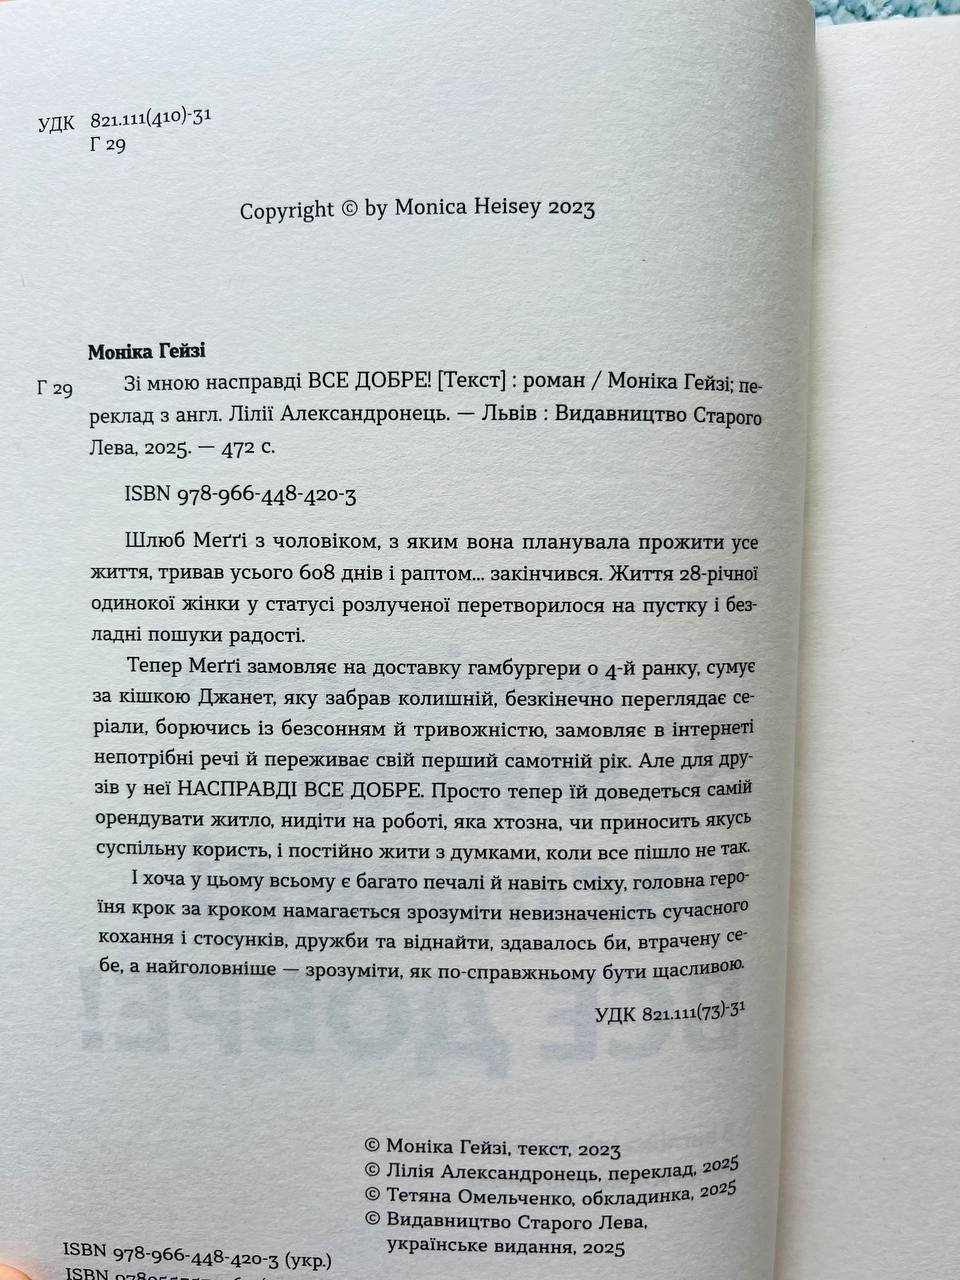 УДК 821.111(410)-31
Г 29
Copyright © by Monica Heisey 2023
Моніка Гейзі
Г 29 Зі мною насправді ВСЕ ДОБРЕ! [Текст] : роман / Моніка Гейзі; пе-
реклад з англ. Лілії Александронець. — Львів : Видавництво Старого
Лева, 2025. — 472 с.
ISBN 978-966-448-420-3
Шлюб Меґґі з чоловіком, з яким вона планувала прожити усе
життя, тривав усього 608 днів і раптом... закінчився. Життя 28-річної
одинокої жінки у статусі розлученої перетворилося на пустку і без-
ладні пошуки радості.
Тепер Меґґі замовляє на доставку гамбургери о 4-й ранку, сумує
за кішкою Джанет, яку забрав колишній, безкінечно переглядає се-
ріали, борючись із безсонням й тривожністю, замовляє в інтернеті
непотрібні речі й переживає свій перший самотній рік. Але для дру-
зів у неї НАСПРАВДІ ВСЕ ДОБРЕ. Просто тепер їй доведеться самій
орендувати житло, нидіти на роботі, яка хтозна, чи приносить якусь
суспільну користь, і постійно жити з думками, коли все пішло не так.
І хоча у цьому всьому є багато печалі й навіть сміху, головна геро-
їня крок за кроком намагається зрозуміти невизначеність сучасного
кохання і стосунків, дружби та віднайти, здавалось би, втрачену се-
бе, а найголовніше — зрозуміти, як по-справжньому бути щасливою.
УДК 821.111(73)-31
© Моніка Гейзі, текст, 2023
© Лілія Александронець, переклад, 2025
© Тетяна Омельченко, обкладинка, 2025
© Видавництво Старого Лева,
українське видання, 2025
ISBN 978-966-448-420-3 (укр.)
ISBN